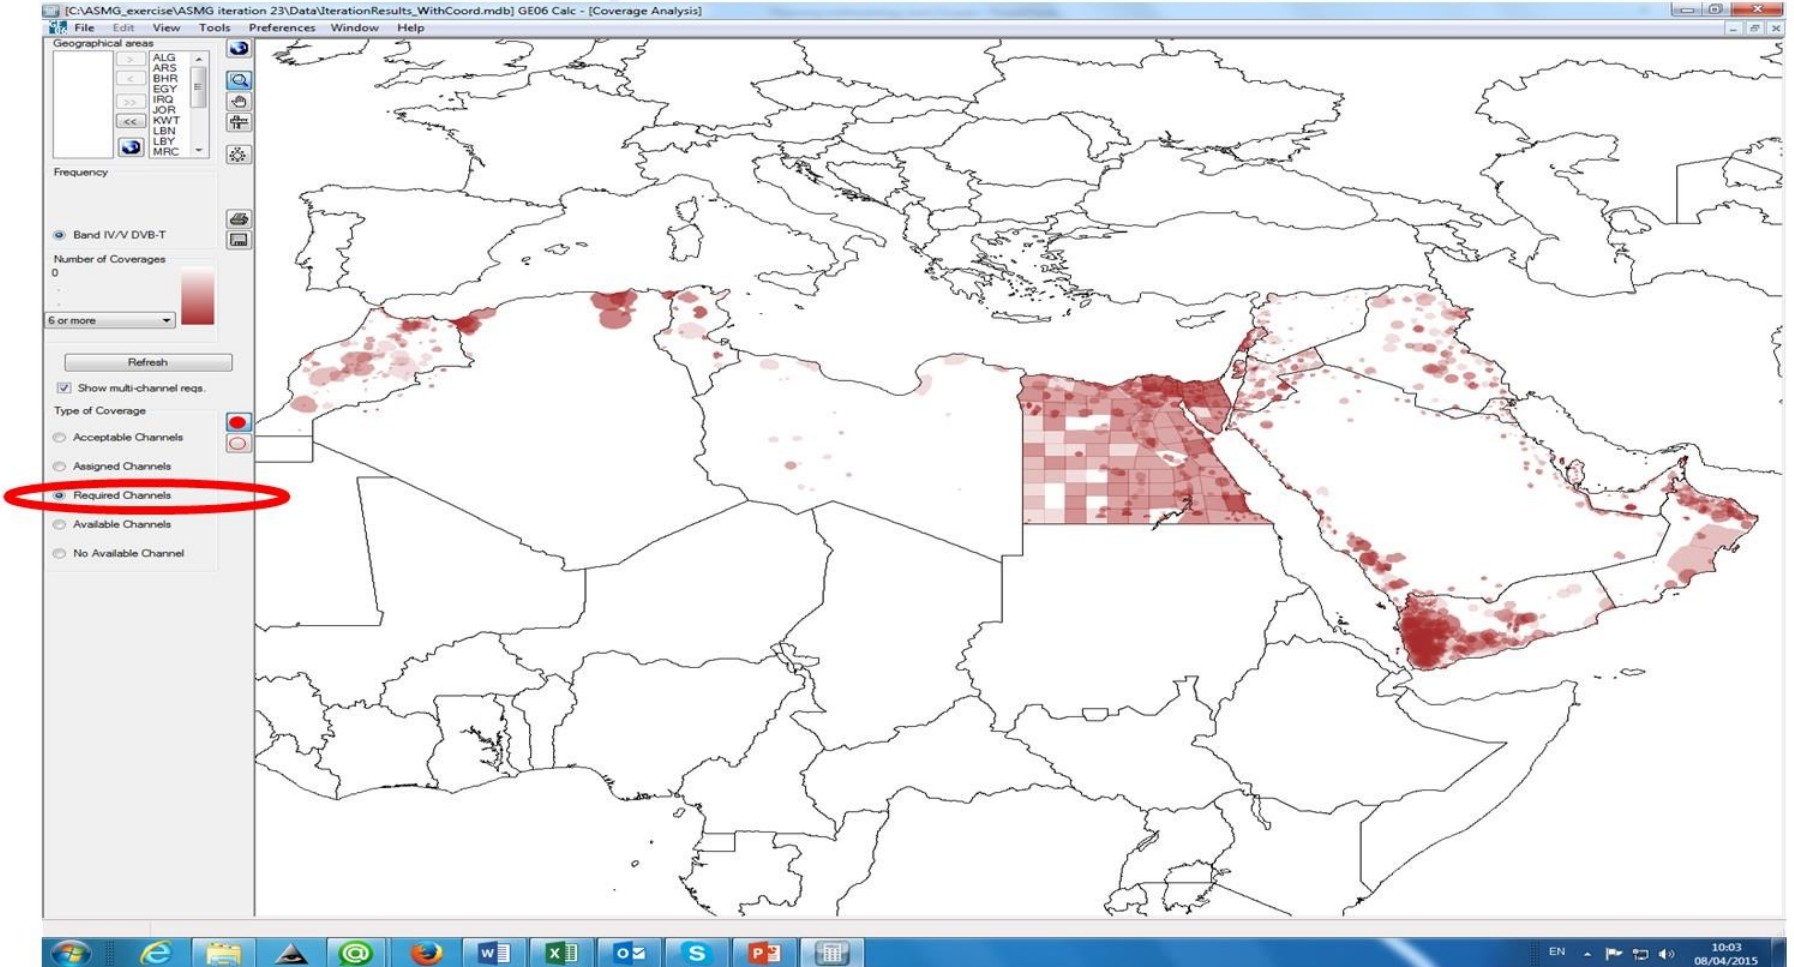 [C:\ASMG_exercise\ASMG iteration 23\Data\IterationResults_WithCoord.mdb] GE06 Calc - [Coverage Analysis]
File Edit View Tools Preferences Window Help
Geographical areas
>
<
>>
<<
ALG
ARS
BHR
EGY
IRQ
JOR
KWT
LBN
LBY
MRC
Frequency
Band IV/V DVB-T
Number of Coverages
0
6 or more
Refresh
Show multi-channel reqs.
Type of Coverage
Acceptable Channels
Assigned Channels
Required Channels
Available Channels
No Available Channel
EN
10:03
08/04/2015